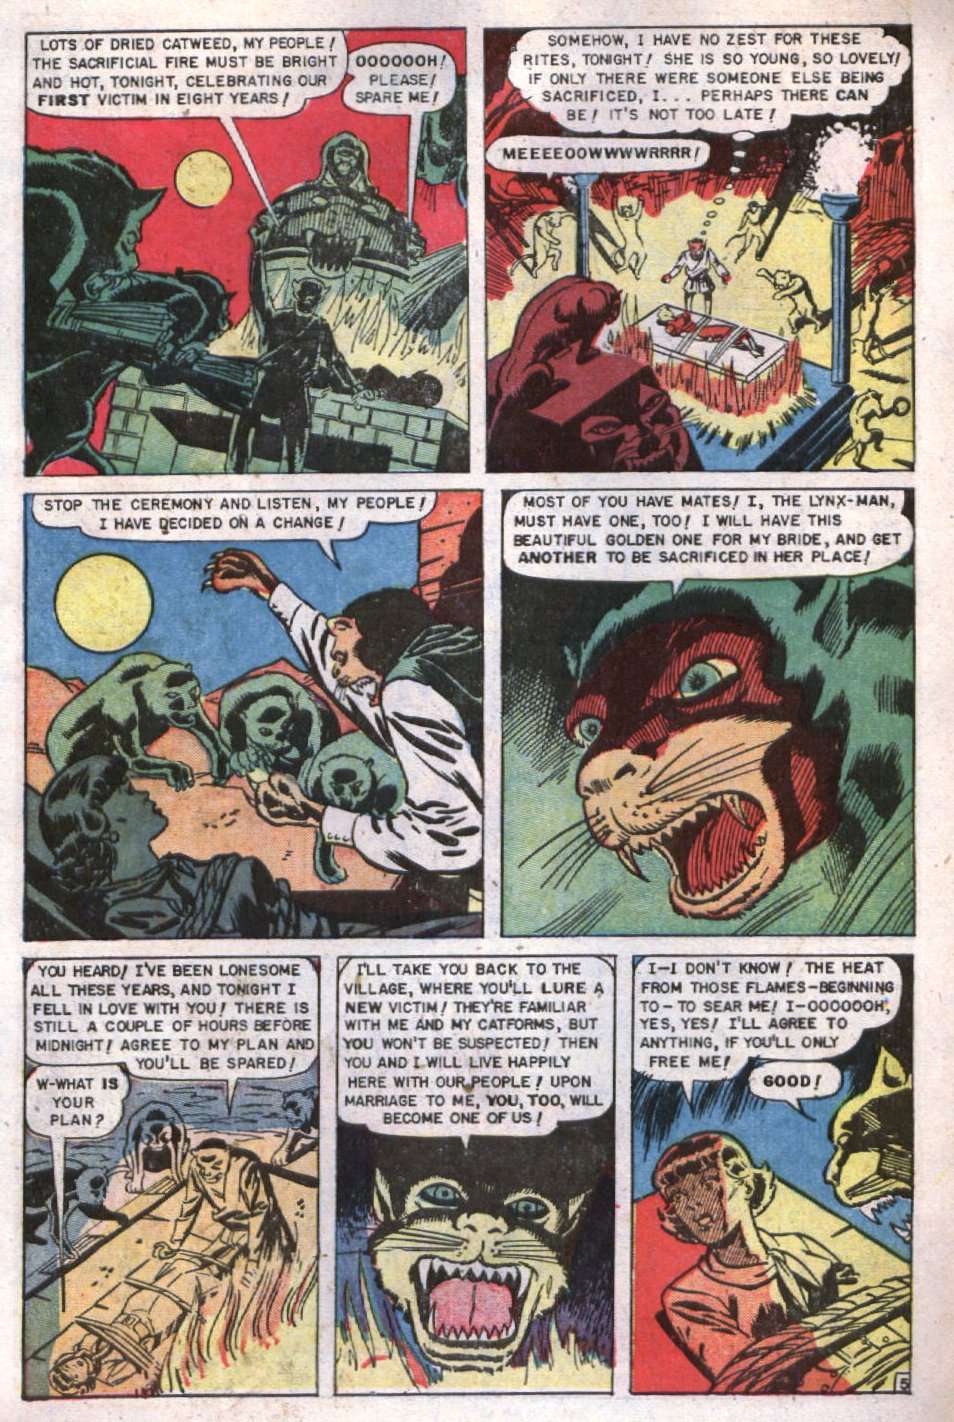 LOTS OF DRIED CATWEED, MY PEOPLE!
THE SACRIFICIAL FIRE MUST BE BRIGHT
AND HOT, TONIGHT, CELEBRATING OUR
FIRST VICTIM IN EIGHT YEARS!
OOOOOOH!
PLEASE!
SPARE ME!
SOMEHOW, I HAVE NO ZEST FOR THESE
RITES, TONIGHT! SHE IS SO YOUNG, SO LOVELY!
IF ONLY THERE WERE SOMEONE ELSE BEING
SACRIFICED, I... PERHAPS THERE CAN
BE! IT'S NOT TOO LATE!
MEEEEOOWWWWRRRR!
STOP THE CEREMONY AND LISTEN, MY PEOPLE!
I HAVE DECIDED ON A CHANGE!
MOST OF YOU HAVE MATES! I, THE LYNX-MAN,
MUST HAVE ONE, TOO! I WILL HAVE THIS
BEAUTIFUL GOLDEN ONE FOR MY BRIDE, AND GET
ANOTHER TO BE SACRIFICED IN HER PLACE!
YOU HEARD! I'VE BEEN LONESOME
ALL THESE YEARS, AND TONIGHT I
FELL IN LOVE WITH YOU! THERE IS
STILL A COUPLE OF HOURS BEFORE
MIDNIGHT! AGREE TO MY PLAN AND
YOU'LL BE SPARED!
W-WHAT IS
YOUR
PLAN?
I'LL TAKE YOU BACK TO THE
VILLAGE, WHERE YOU'LL LURE A
NEW VICTIM! THEY'RE FAMILIAR
WITH ME AND MY CATFORMS, BUT
YOU WON'T BE SUSPECTED! THEN
YOU AND I WILL LIVE HAPPILY
HERE WITH OUR PEOPLE! UPON
MARRIAGE TO ME, YOU, TOO, WILL
BECOME ONE OF US!
I-I DON'T KNOW! THE HEAT
FROM THOSE FLAMES-BEGINNING
TO-TO SEAR ME! I-OOOOOOH,
YES, YES! I'LL AGREE TO
ANYTHING, IF YOU'LL ONLY
FREE ME!
GOOD!
5